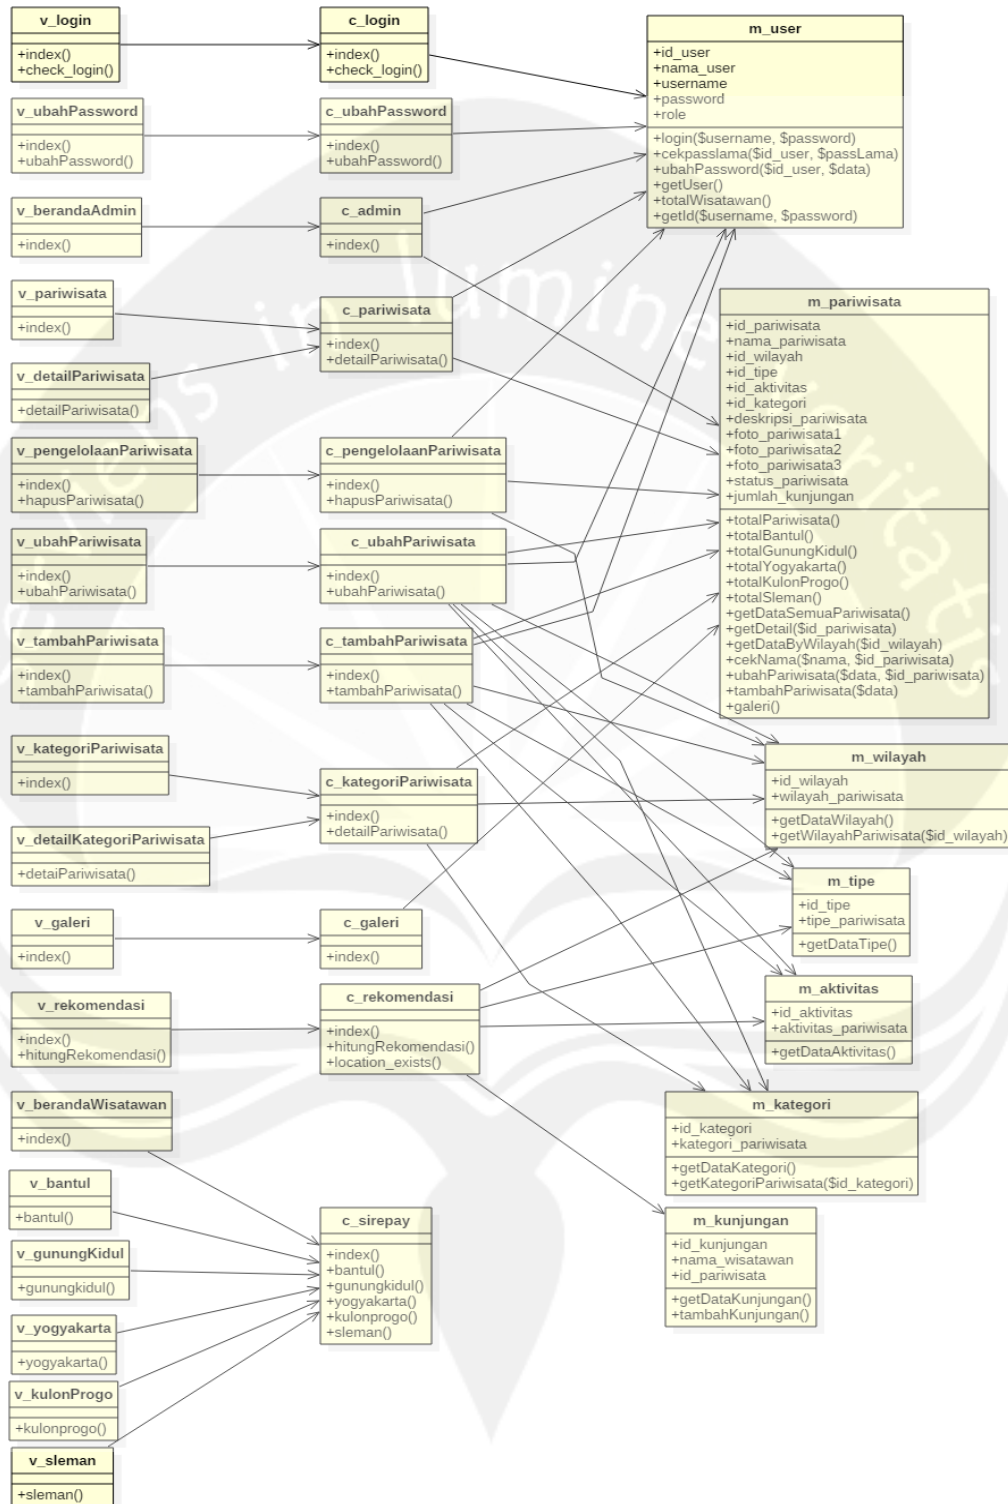 v_login
+index()
+check_login()
v_ubahPassword
+index()
+ubahPassword()
v_berandaAdmin
+index()
v_pariwisata
+index()
v_detailPariwisata
+detailPariwisata()
v_pengelolaanPariwisata
+index()
+hapusPariwisata()
v_ubahPariwisata
+index()
+ubahPariwisata()
v_tambahPariwisata
+index()
+tambahPariwisata()
v_kategoriPariwisata
+index()
v_detailKategoriPariwisata
+detaiPariwisata()
v_galeri
+index()
v_rekomendasi
+index()
+hitungRekomendasi()
v_berandaWisatawan
+index()
v_bantul
+bantul()
v_gunungKidul
+gunungkidul()
v_yogyakarta
+yogyakarta()
v_kulonProgo
+kulonprogo()
v_sleman
+sleman()
c_login
+index()
+check_login()
c_ubahPassword
+index()
+ubahPassword()
c_admin
+index()
c_pariwisata
+index()
+detailPariwisata()
c_pengelolaanPariwisata
+index()
+hapusPariwisata()
c_ubahPariwisata
+index()
+ubahPariwisata()
c_tambahPariwisata
+index()
+tambahPariwisata()
c_kategoriPariwisata
+index()
+detailPariwisata()
c_galeri
+index()
c_rekomendasi
+index()
+hitungRekomendasi()
+location_exists()
c_sirepay
+index()
+bantul()
+gunungkidul()
+yogyakarta()
+kulonprogo()
+sleman()
m_user
+id_user
+nama_user
+username
+password
+role
+login($username, $password)
+cekpasslama($id_user, $passLama)
+ubahPassword($id_user, $data)
+getUser()
+totalWisatawan()
+getId($username, $password)
m_pariwisata
+id_pariwisata
+nama_pariwisata
+id_wilayah
+id_tipe
+id_aktivitas
+id_kategori
+deskripsi_pariwisata
+foto_pariwisata1
+foto_pariwisata2
+foto_pariwisata3
+status_pariwisata
+jumlah_kunjungan
+totalPariwisata()
+totalBantul()
+totalGunungKidul()
+totalYogyakarta()
+totalKulonProgo()
+totalSleman()
+getDataSemuaPariwisata()
+getDetail($id_pariwisata)
+getDataByWilayah($id_wilayah)
+cekNama($nama, $id_pariwisata)
+ubahPariwisata($data, $id_pariwisata)
+tambahPariwisata($data)
+galeri()
m_wilayah
+id_wilayah
+wilayah_pariwisata
+getDataWilayah()
+getWilayahPariwisata($id_wilayah)
m_tipe
+id_tipe
+tipe_pariwisata
+getDataTipe()
m_aktivitas
+id_aktivitas
+aktivitas_pariwisata
+getDataAktivitas()
m_kategori
+id_kategori
+kategori_pariwisata
+getDataKategori()
+getKategoriPariwisata($id_kategori)
m_kunjungan
+id_kunjungan
+nama_wisatawan
+id_pariwisata
+getDataKunjungan()
+tambahKunjungan()
in lumine veritatis